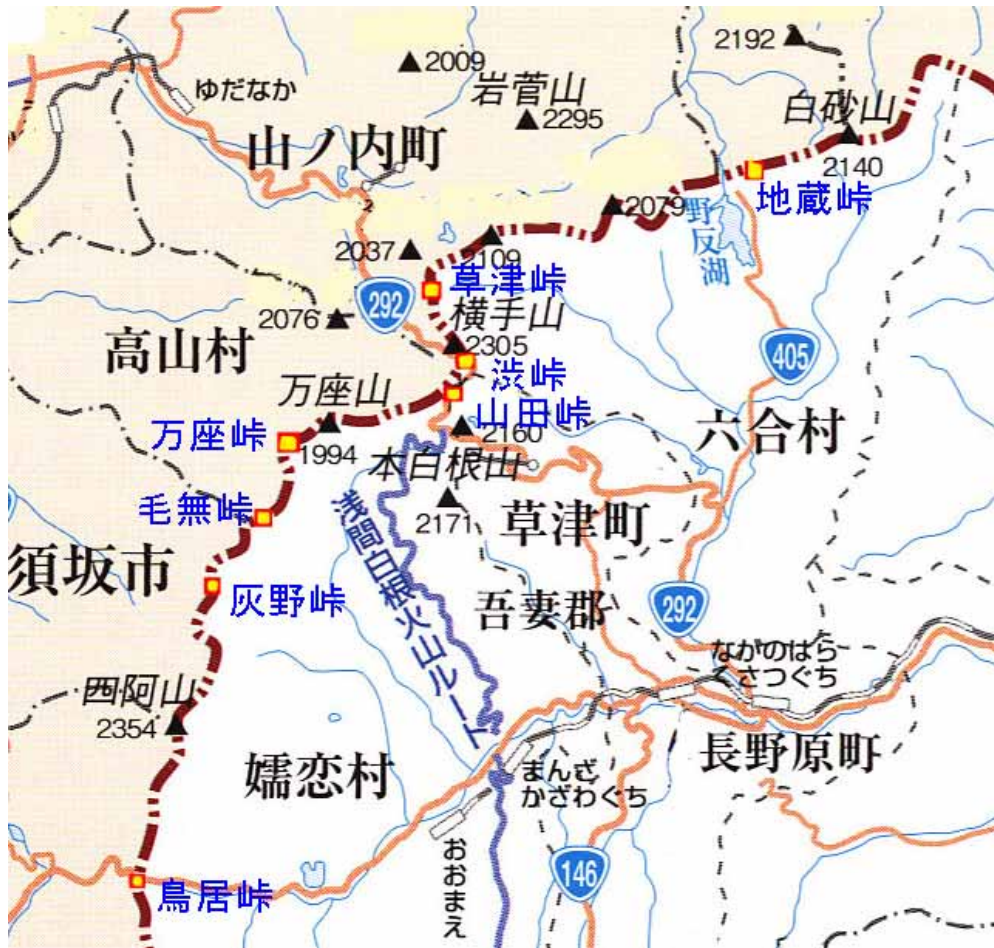 2192
2009
ゆだなか
岩菅山
2295
白砂山
山ノ内町
2140
地蔵峠
2079
野反湖
2037
2109
草津峠
292
横手山
2076
2305
405
高山村
渋峠
万座山
山田峠
六合村
万座峠
2160
1994
本白根山
毛無峠
2171
草津町
浅間白根火山ルート
須坂市
灰野峠
吾妻郡
292
ながのはら
くさつぐち
四阿山
2354
長野原町
嬬恋村
まんざ
かざわぐち
おおまえ
146
鳥居峠